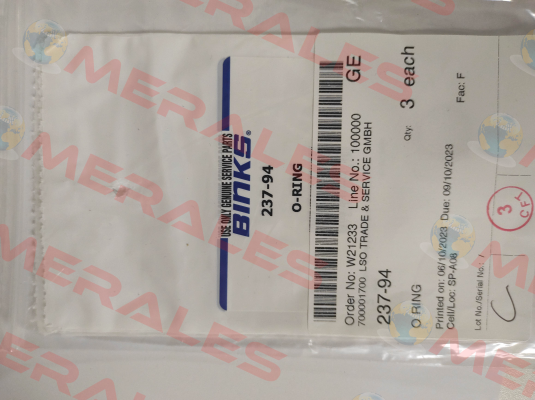 USE ONLY GENUINE SERVICE PARTS
BINKS®
237-94
O-RING
Order No: W21233 Line No.: 100000
700001700 LSO TRADE & SERVICE GMBH
GE
237-94
Qty: 3 each
O RING
Printed on: 06/10/2023 Due: 09/10/2023
Cell/Loc: SP-A08
Fac: F
Lot No./Serial No.: /
3
MERALES
MERALES
MERALES
MERALES